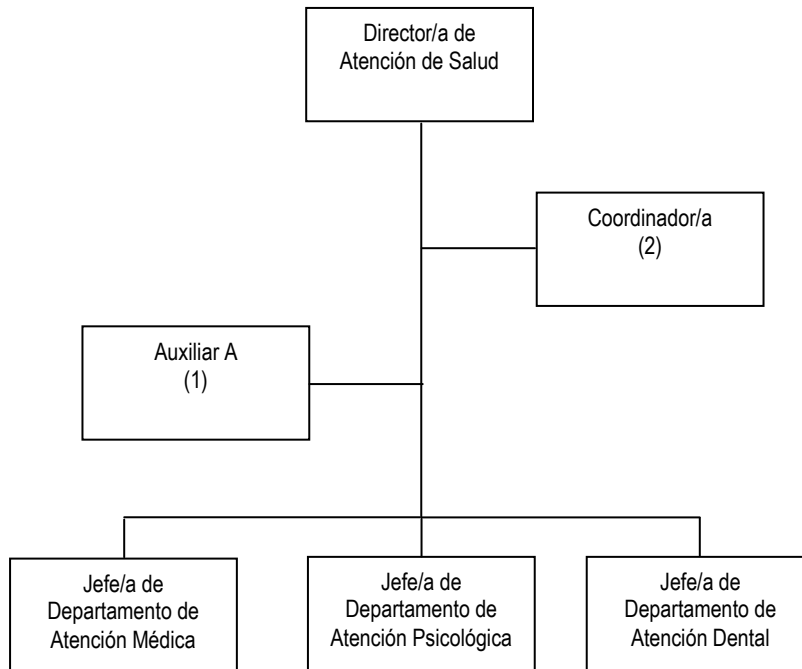 Director/a de
Atención de Salud
Coordinador/a
(2)
Auxiliar A
(1)
Jefe/a de
Departamento de
Atención Médica
Jefe/a de
Departamento de
Atención Psicológica
Jefe/a de
Departamento de
Atención Dental